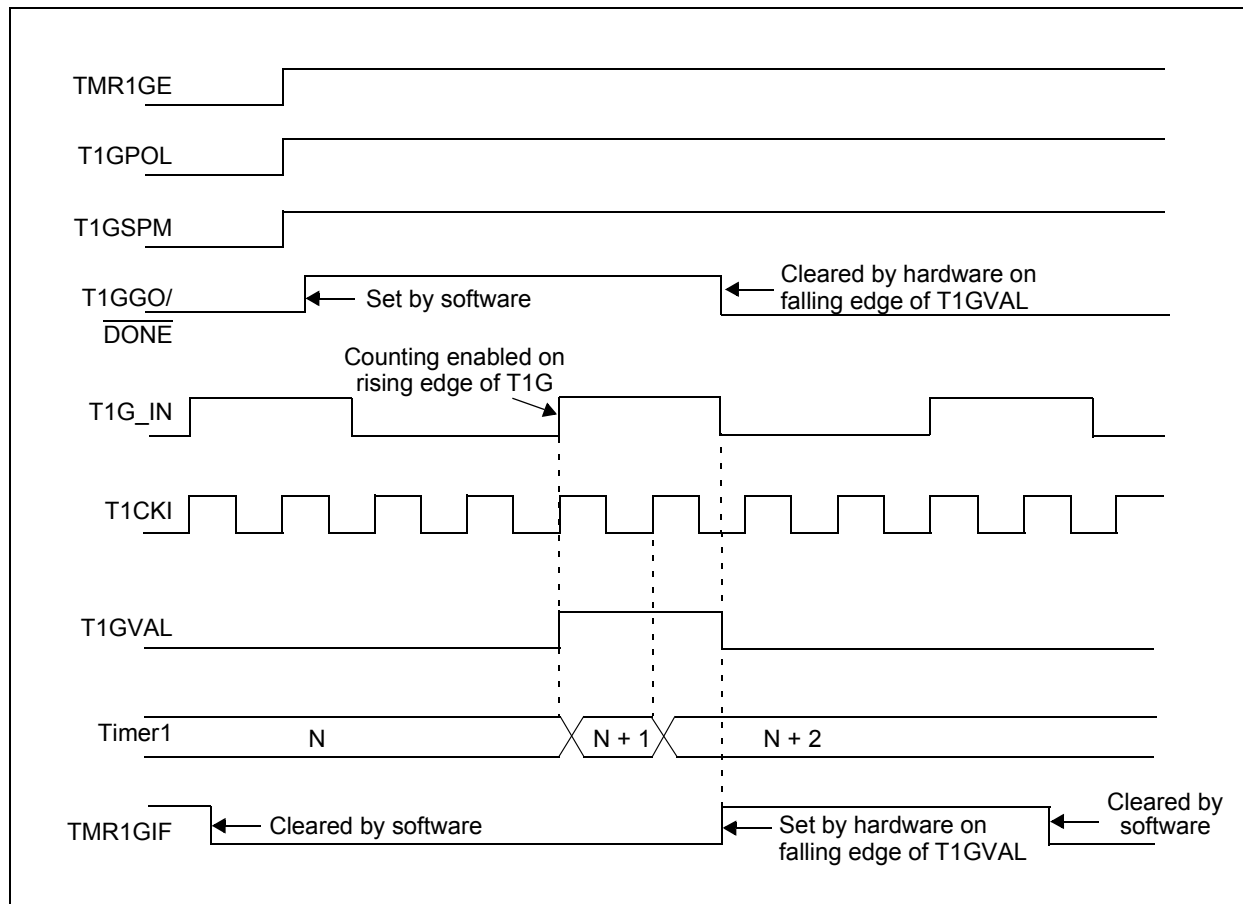 TMR1GE
T1GPOL
T1GSPM
T1GGO/
DONE
Set by software
Cleared by hardware on
falling edge of T1GVAL
Counting enabled on
rising edge of T1G
T1G_IN
T1CKI
T1GVAL
Timer1
N
N + 1
N + 2
TMR1GIF
Cleared by software
Set by hardware on
falling edge of T1GVAL
Cleared by
software